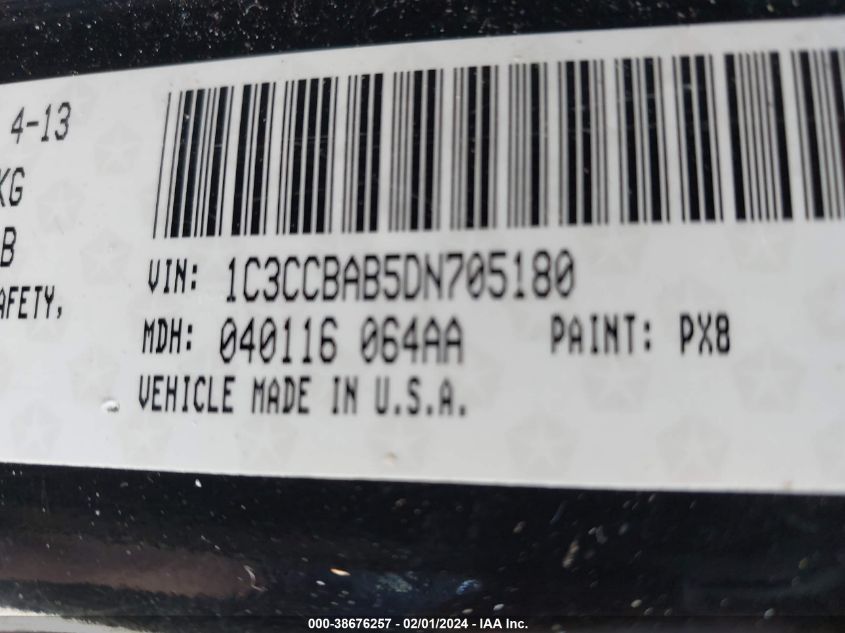 4-13
KG
B
AFETY,
VIN: 1C3CCBAB5DN705180
MDH: 040116 064AA PAINT: PX8
VEHICLE MADE IN U.S.A.
000-38676257 - 02/01/2024 - IAA Inc.